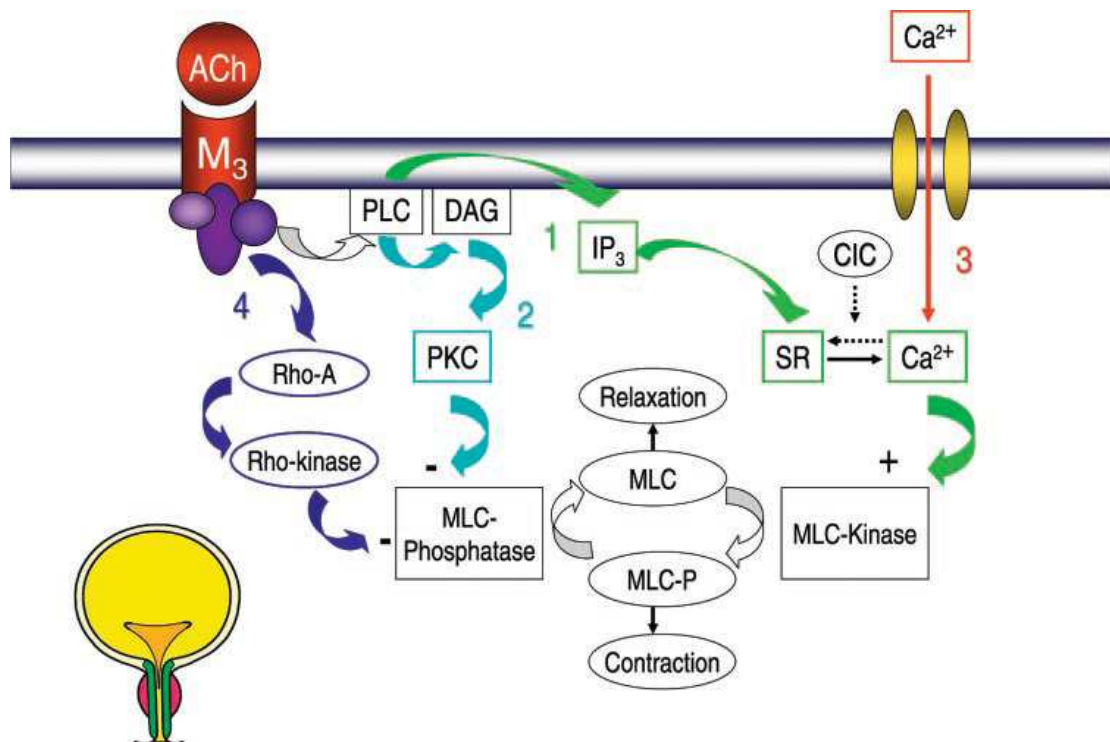 ACh
Ca²⁺
M₃
PLC
DAG
1
IP₃
CIC
3
4
2
SR
Ca²⁺
PKC
Rho-A
Relaxation
Rho-kinase
-
MLC
+
MLC-
Phosphatase
-
MLC-Kinase
MLC-P
Contraction